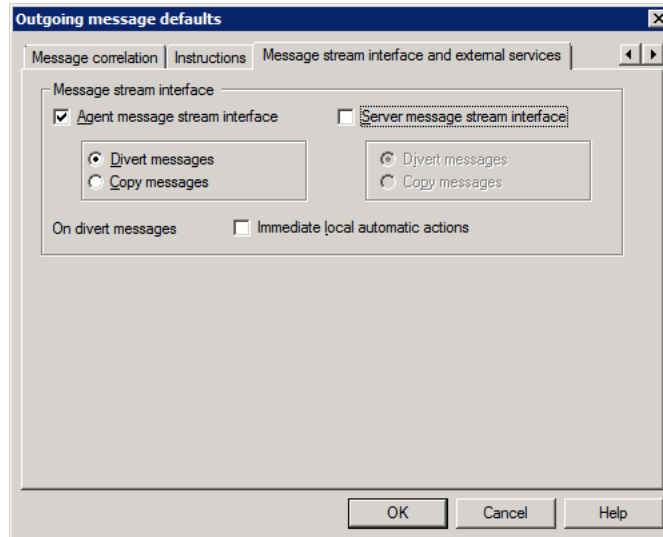 Outgoing message defaults
Message correlation Instructions Message stream interface and external services
Message stream interface
Agent message stream interface Server message stream interface
Divert messages Divert messages
Copy messages Copy messages
On divert messages Immediate local automatic actions
OK Cancel Help